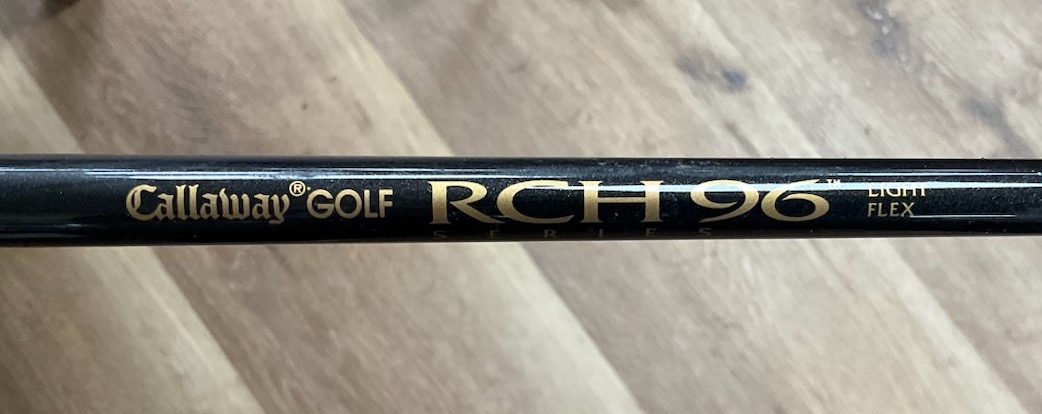 Callaway® GOLF RCH 96™ LIGHT FLEX
SERIES